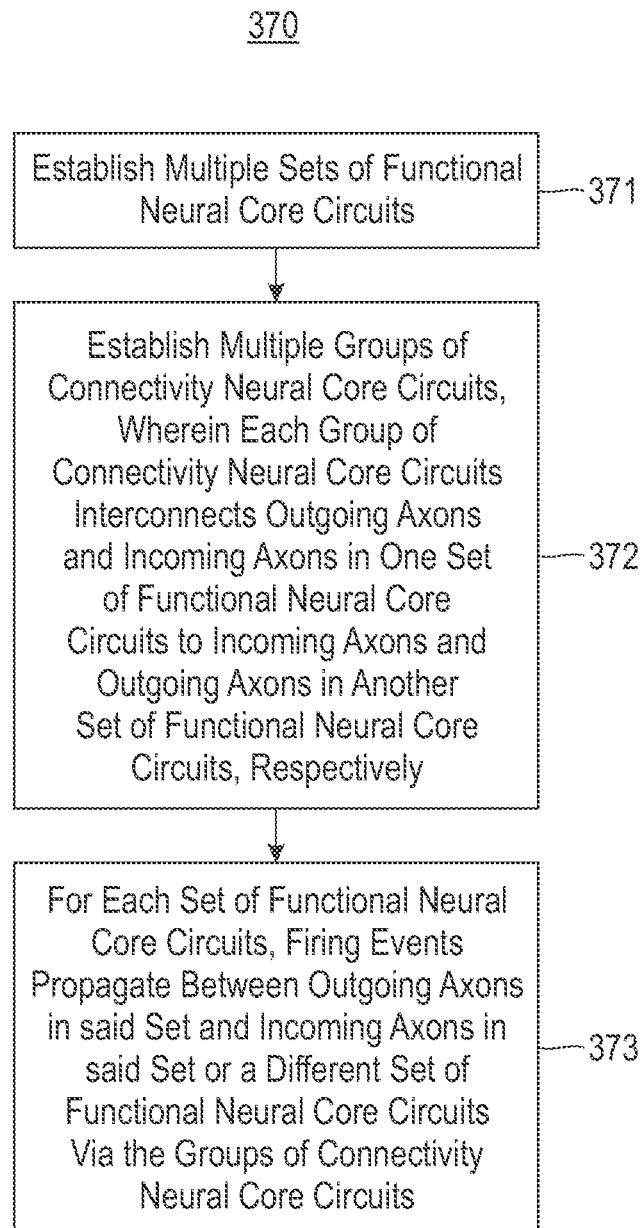 370
Establish Multiple Sets of Functional
Neural Core Circuits
371
Establish Multiple Groups of
Connectivity Neural Core Circuits,
Wherein Each Group of
Connectivity Neural Core Circuits
Interconnects Outgoing Axons
and Incoming Axons in One Set
of Functional Neural Core
Circuits to Incoming Axons and
Outgoing Axons in Another
Set of Functional Neural Core
Circuits, Respectively
372
For Each Set of Functional Neural
Core Circuits, Firing Events
Propagate Between Outgoing Axons
in said Set and Incoming Axons in
said Set or a Different Set of
Functional Neural Core Circuits
Via the Groups of Connectivity
Neural Core Circuits
373